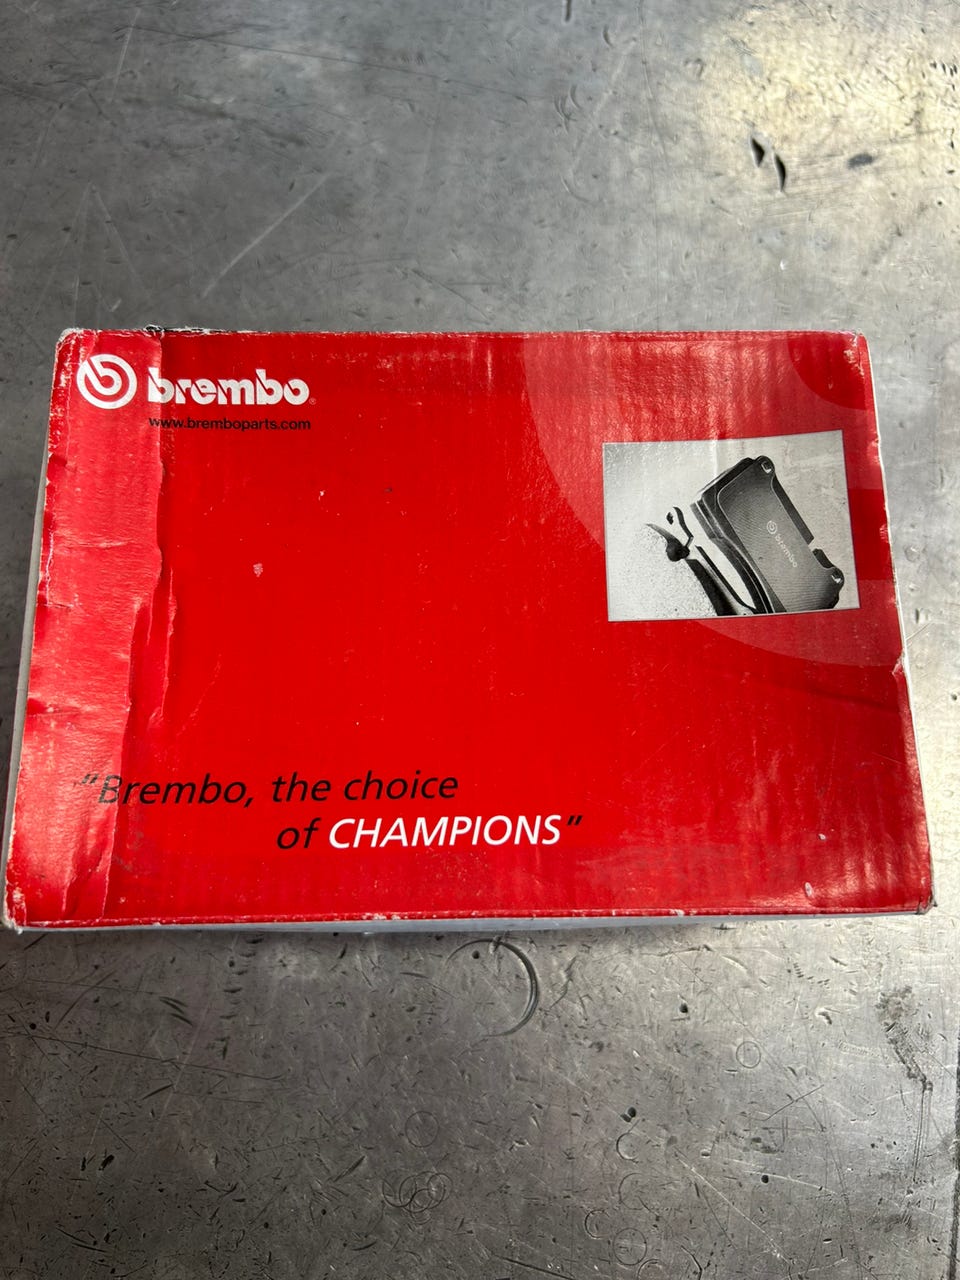 brembo
www.bremboparts.com
brembo
"Brembo, the choice
of CHAMPIONS"